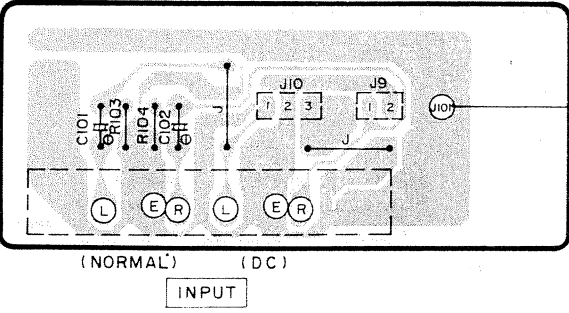 J10 J9
1 2 3 1 2 J101
C101 R103 R104 C102 J
J
L E R L E R
(NORMAL) (DC)
INPUT